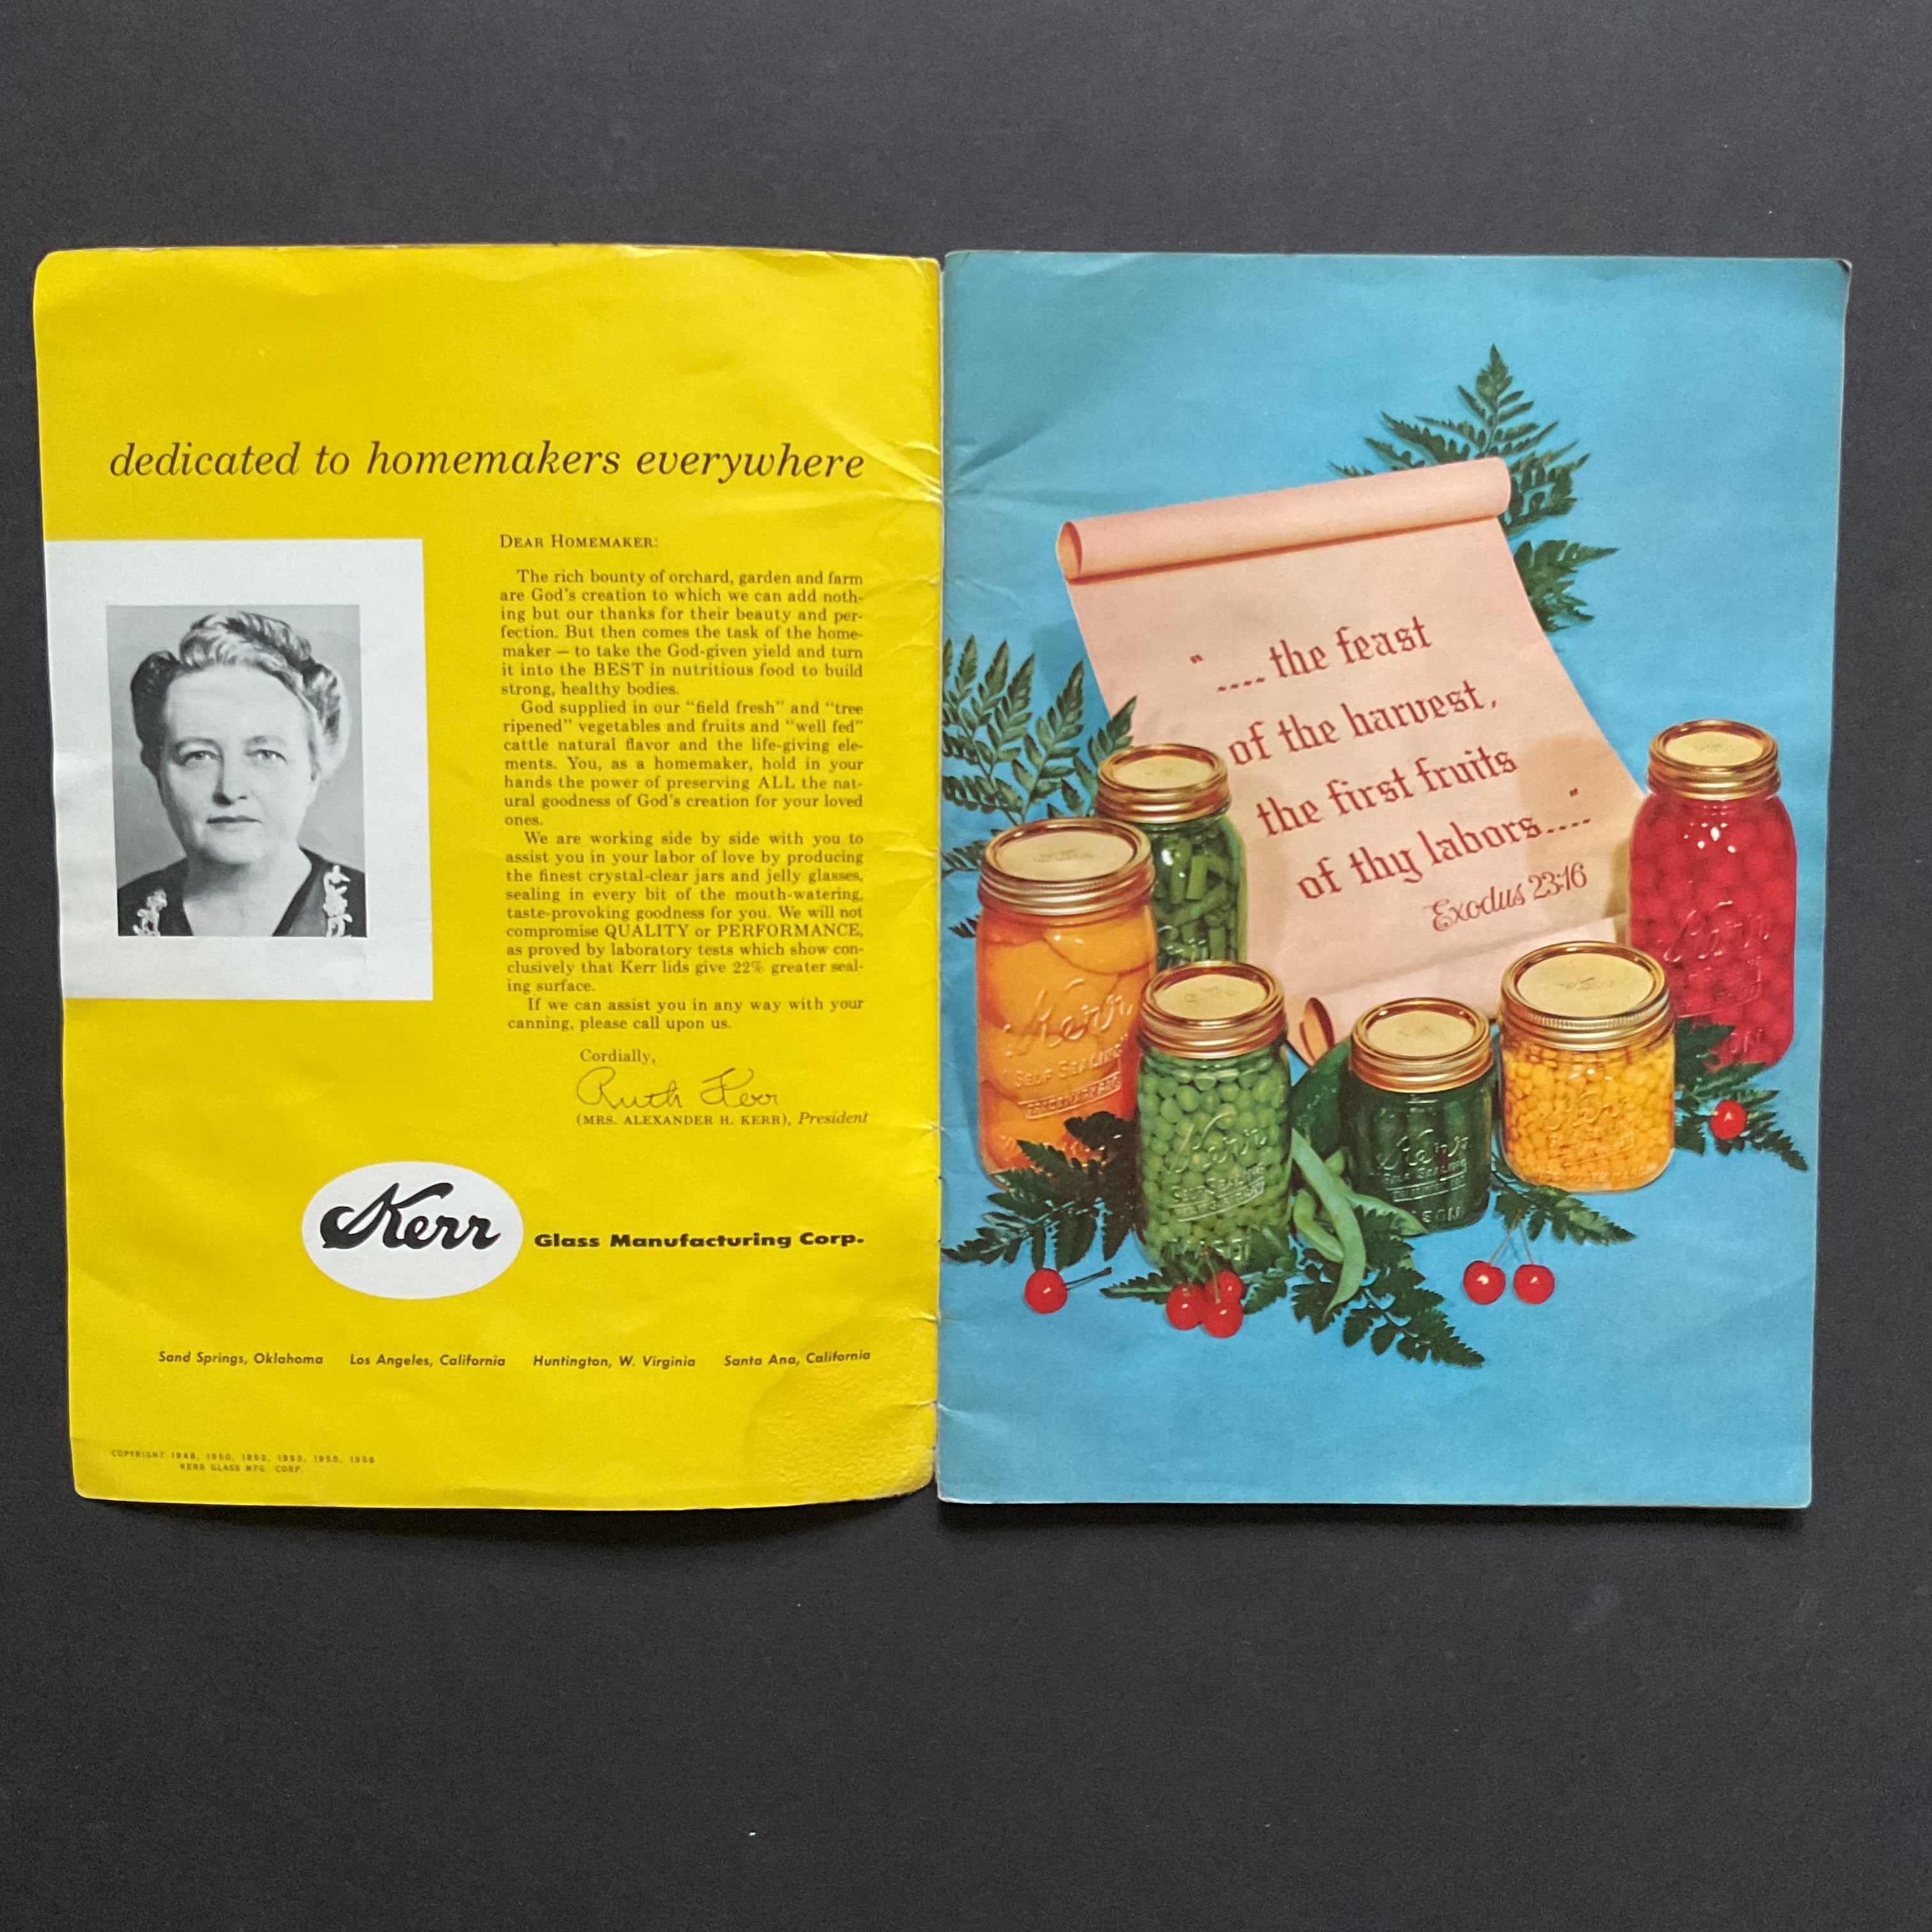 dedicated to homemakers everywhere
DEAR HOMEMAKER:
The rich bounty of orchard, garden and farm
are God's creation to which we can add noth-
ing but our thanks for their beauty and per-
fection. But then comes the task of the home-
maker — to take the God-given yield and turn
it into the BEST in nutritious food to build
strong, healthy bodies.
God supplied in our "field fresh" and "tree
ripened" vegetables and fruits and "well fed"
cattle natural flavor and the life-giving ele-
ments. You, as a homemaker, hold in your
hands the power of preserving ALL the nat-
ural goodness of God's creation for your loved
ones.
We are working side by side with you to
assist you in your labor of love by producing
the finest crystal-clear jars and jelly glasses,
sealing in every bit of the mouth-watering,
taste-provoking goodness for you. We will not
compromise QUALITY or PERFORMANCE,
as proved by laboratory tests which show con-
clusively that Kerr lids give 22% greater seal-
ing surface.
If we can assist you in any way with your
canning, please call upon us.
Cordially,
Ruth Kerr
(MRS. ALEXANDER H. KERR), President
Kerr
Glass Manufacturing Corp.
Sand Springs, Oklahoma Los Angeles, California Huntington, W. Virginia Santa Ana, California
COPYRIGHT 1948, 1950, 1952, 1953, 1955, 1958
KERR GLASS MFG. CORP.
".... the feast
of the harvest,
the first fruits
of thy labors...."
Exodus 23:16
Kerr
SELF SEALING
Kerr
SELF SEALING
MASON
Kerr
SELF SEALING
MASON
Kerr
Kerr